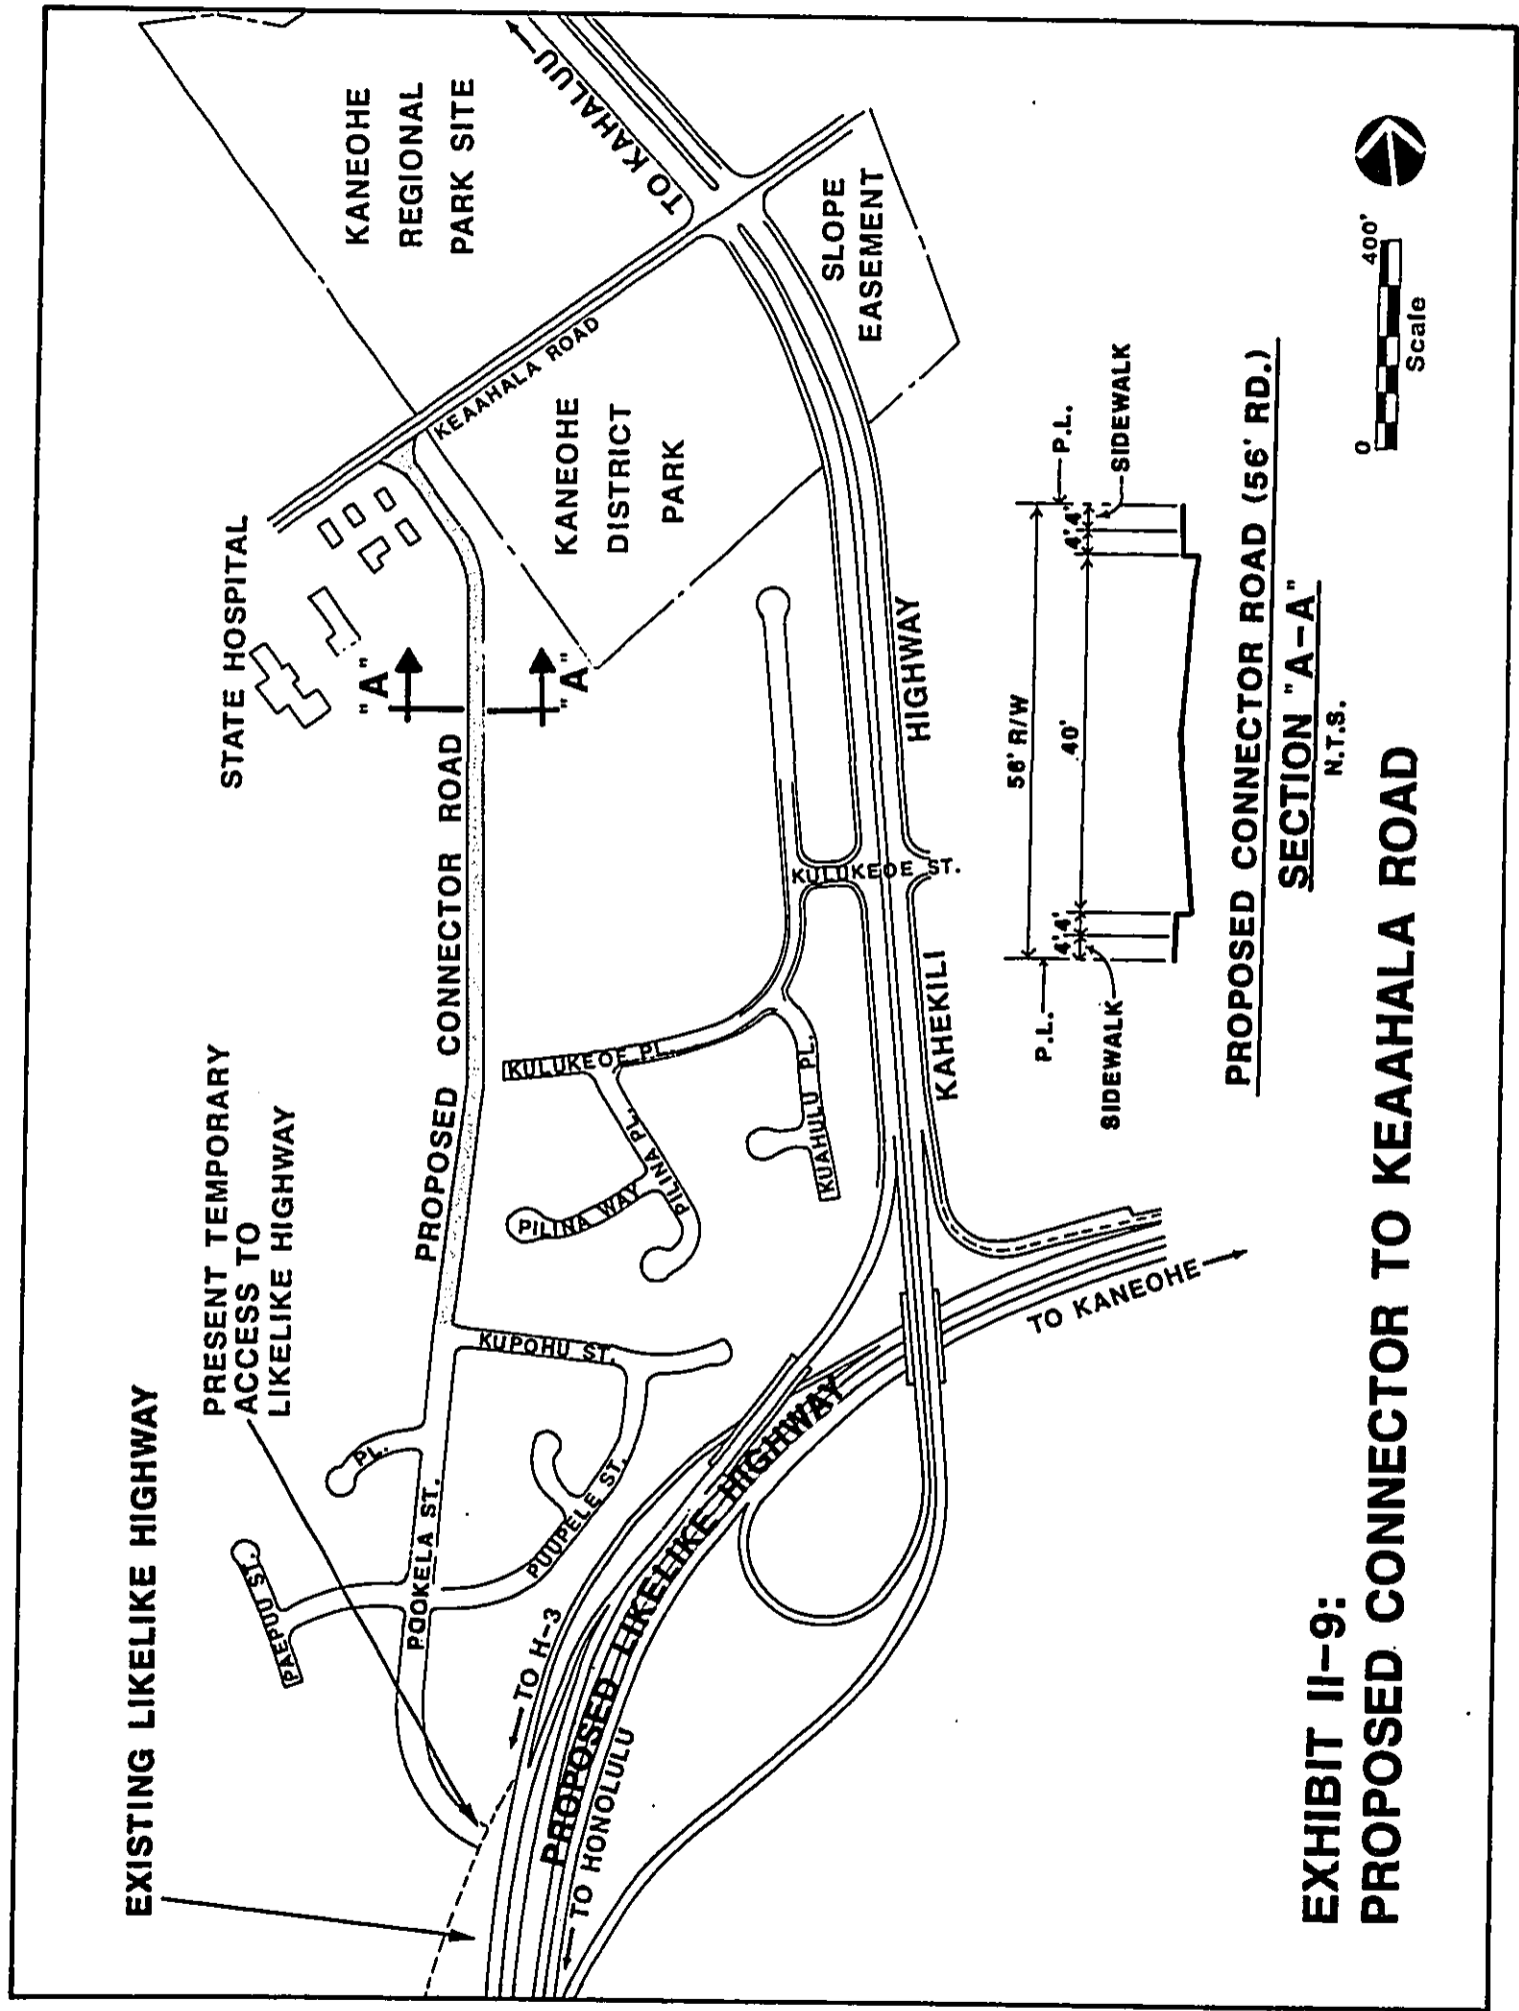 EXISTING LIKELIKE HIGHWAY
PRESENT TEMPORARY
ACCESS TO
LIKELIKE HIGHWAY
STATE HOSPITAL
KANEOHE
REGIONAL
PARK SITE
TO KAHALUU
KEAAHALA ROAD
KANEOHE
DISTRICT
PARK
SLOPE
EASEMENT
"A"
"A"
PROPOSED CONNECTOR ROAD
PAEPUU ST.
PL.
POOKELA ST.
KUPOHU ST.
PUUPELE ST.
PILINA WAY
PILINA PL.
KULUKEOE PL.
KUAHULU PL.
KULUKEOE ST.
KAHEKILI HIGHWAY
TO H-3
PROPOSED LIKELIKE HIGHWAY
TO HONOLULU
TO KANEOHE
56' R/W
P.L.
4' 4'
40'
4' 4'
P.L.
SIDEWALK
SIDEWALK
PROPOSED CONNECTOR ROAD (56' RD.)
SECTION "A-A"
N.T.S.
0 400'
Scale
EXHIBIT II-9:
PROPOSED CONNECTOR TO KEAAHALA ROAD